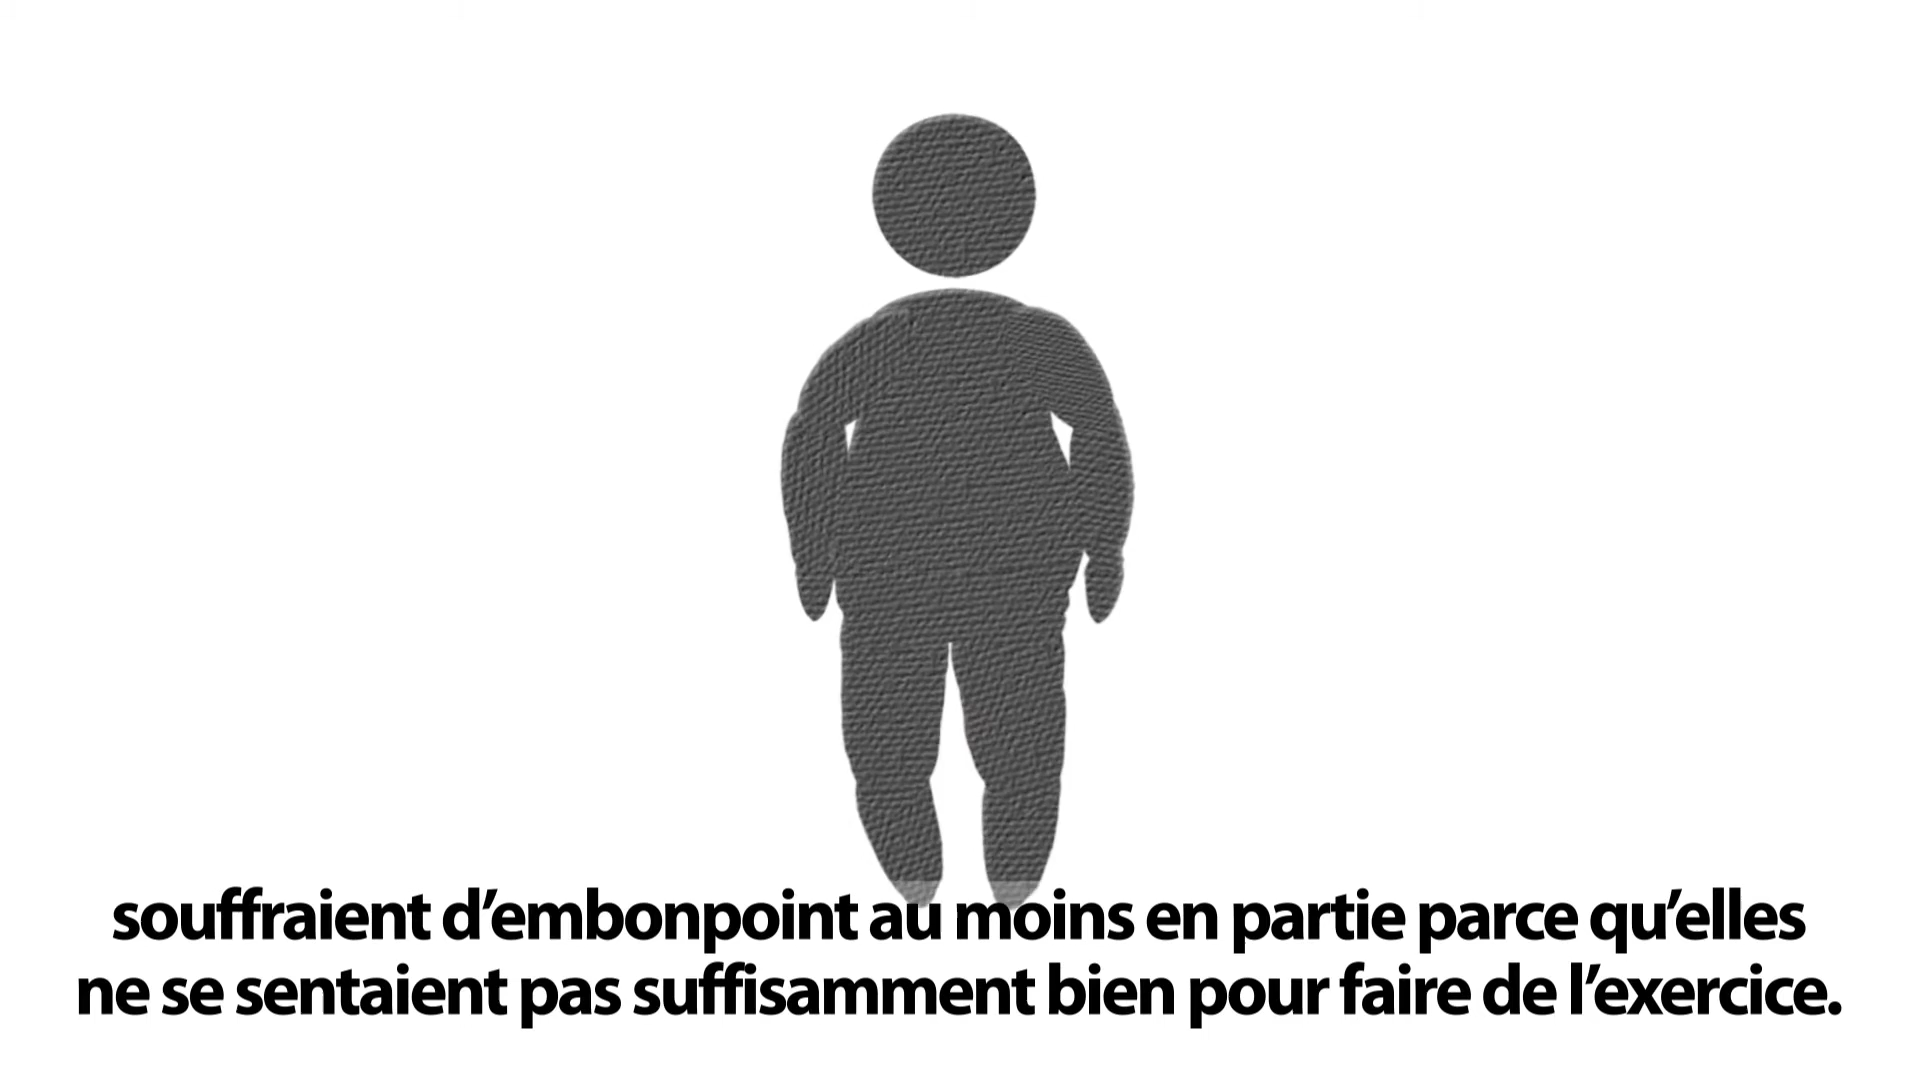 souffraient d’embonpoint au moins en partie parce qu’elles
ne se sentaient pas suffisamment bien pour faire de l’exercice.